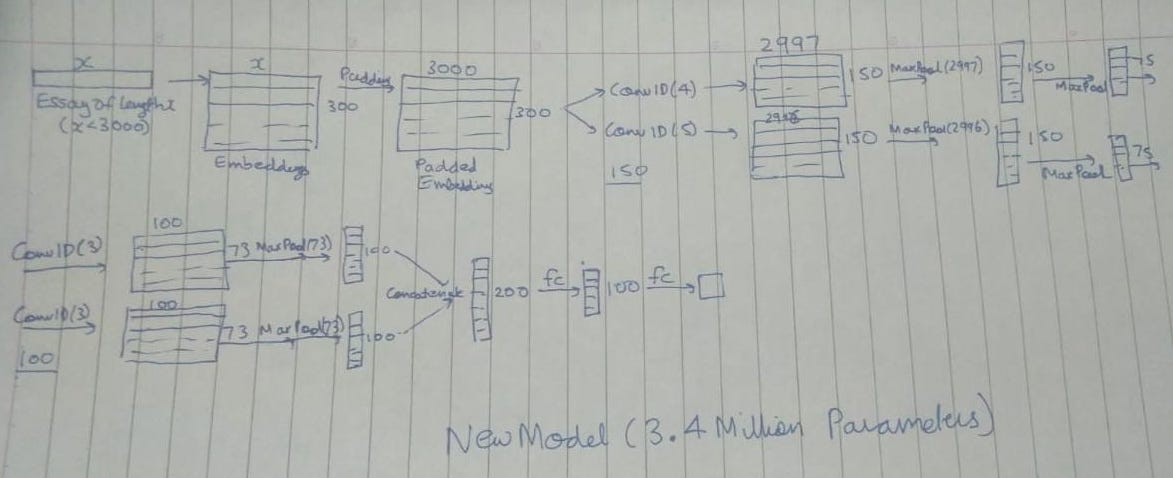 x
Essay of length x
(x<3000)
x
300
Embeddings
Padding
3000
300
Padded
Embedding
Conv1D(4)
Conv1D(5)
150
2997
150
MaxPool(2997)
150
MaxPool
75
2996
150
MaxPool(2996)
150
MaxPool
75
Conv1D(3)
100
73
MaxPool(73)
100
Conv1D(3)
100
100
73
MaxPool(73)
100
Concatenate
200
fc
100
fc
New Model (3.4 Million Parameters)